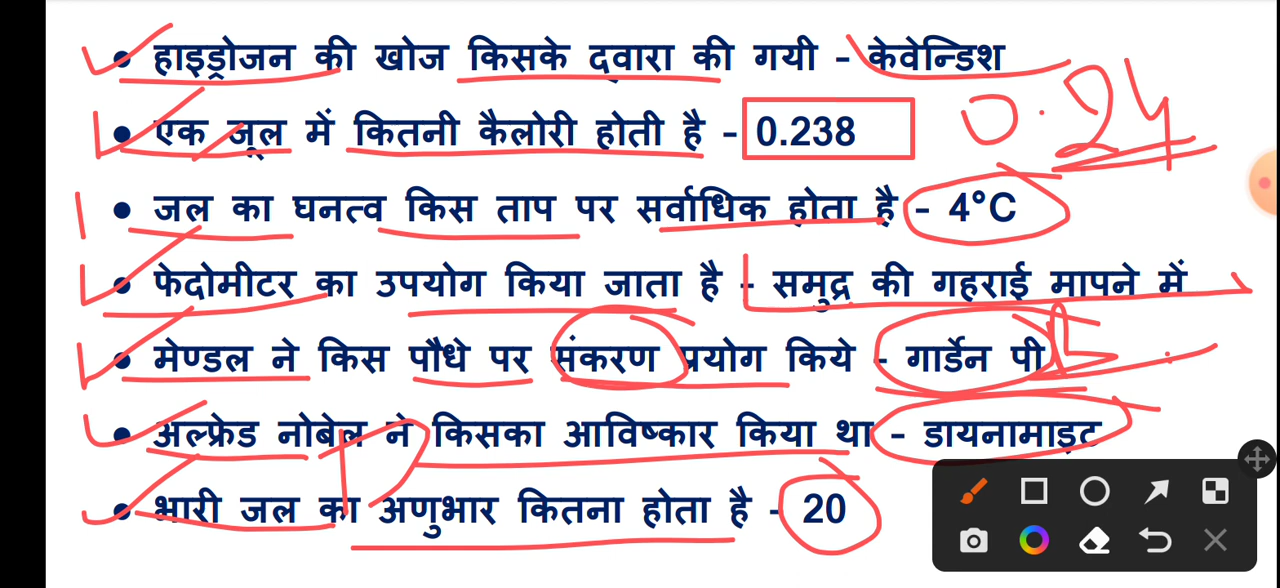 • हाइड्रोजन की खोज किसके द्वारा की गयी - केवेन्डिश
• एक जूल में कितनी कैलोरी होती है - 0.238 0.24
• जल का घनत्व किस ताप पर सर्वाधिक होता है - 4°C
• फेदोमीटर का उपयोग किया जाता है - समुद्र की गहराई मापने में
• मेण्डल ने किस पौधे पर संकरण प्रयोग किये - गार्डेन पी
• अल्फ्रेड नोबेल ने किसका आविष्कार किया था - डायनामाइट
• भारी जल का अणुभार कितना होता है - 20